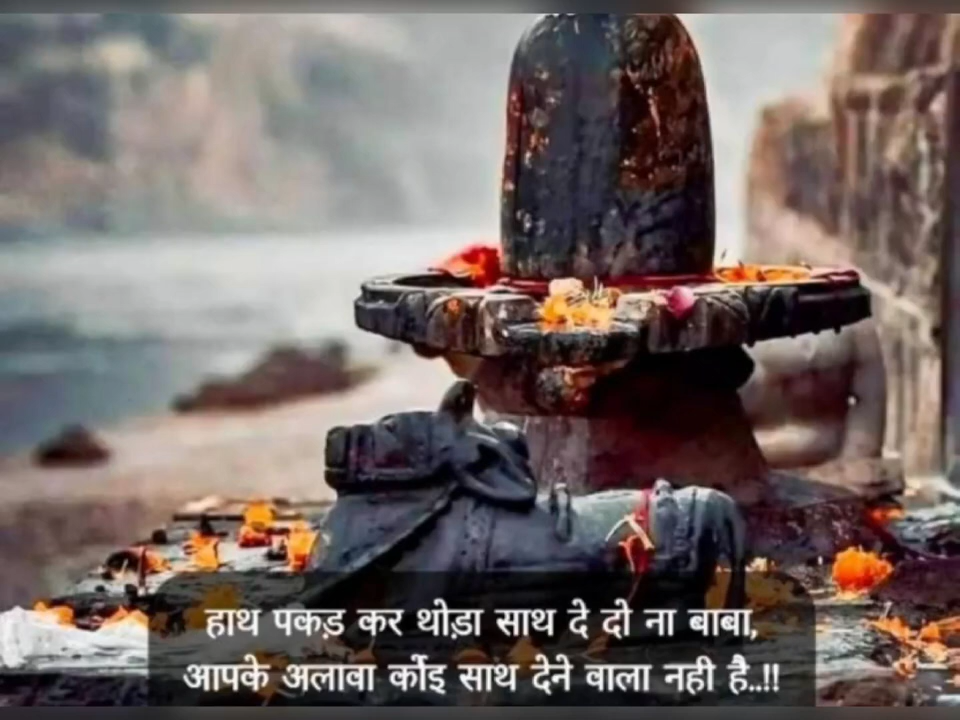 हाथ पकड़ कर थोड़ा साथ दे दो ना बाबा,
आपके अलावा कोंइ साथ देने वाला नही है..!!